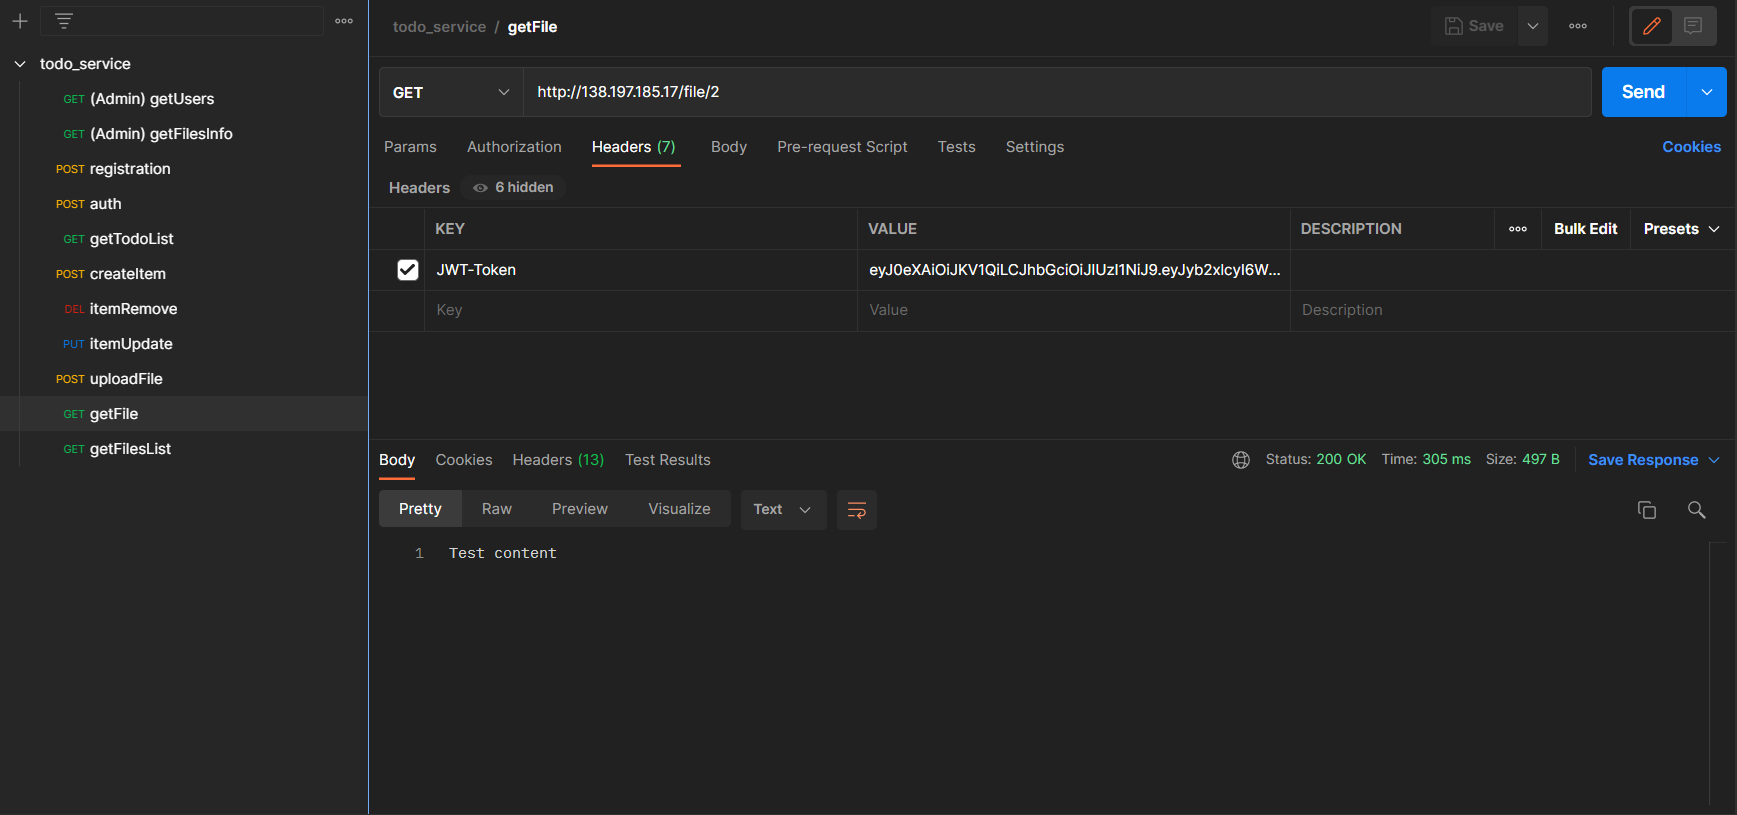 todo_service
GET (Admin) getUsers
GET (Admin) getFilesInfo
POST registration
POST auth
GET getTodoList
POST createItem
DEL itemRemove
PUT itemUpdate
POST uploadFile
GET getFile
GET getFilesList
todo_service / getFile
Save
GET http://138.197.185.17/file/2
Send
Params Authorization Headers (7) Body Pre-request Script Tests Settings Cookies
Headers 6 hidden
KEY VALUE DESCRIPTION Bulk Edit Presets
JWT-Token eyJ0eXAiOiJKV1QiLCJhbGciOiJIUzI1NiJ9.eyJyb2xlcyI6W...
Key Value Description
Body Cookies Headers (13) Test Results Status: 200 OK Time: 305 ms Size: 497 B Save Response
Pretty Raw Preview Visualize Text
1 Test content